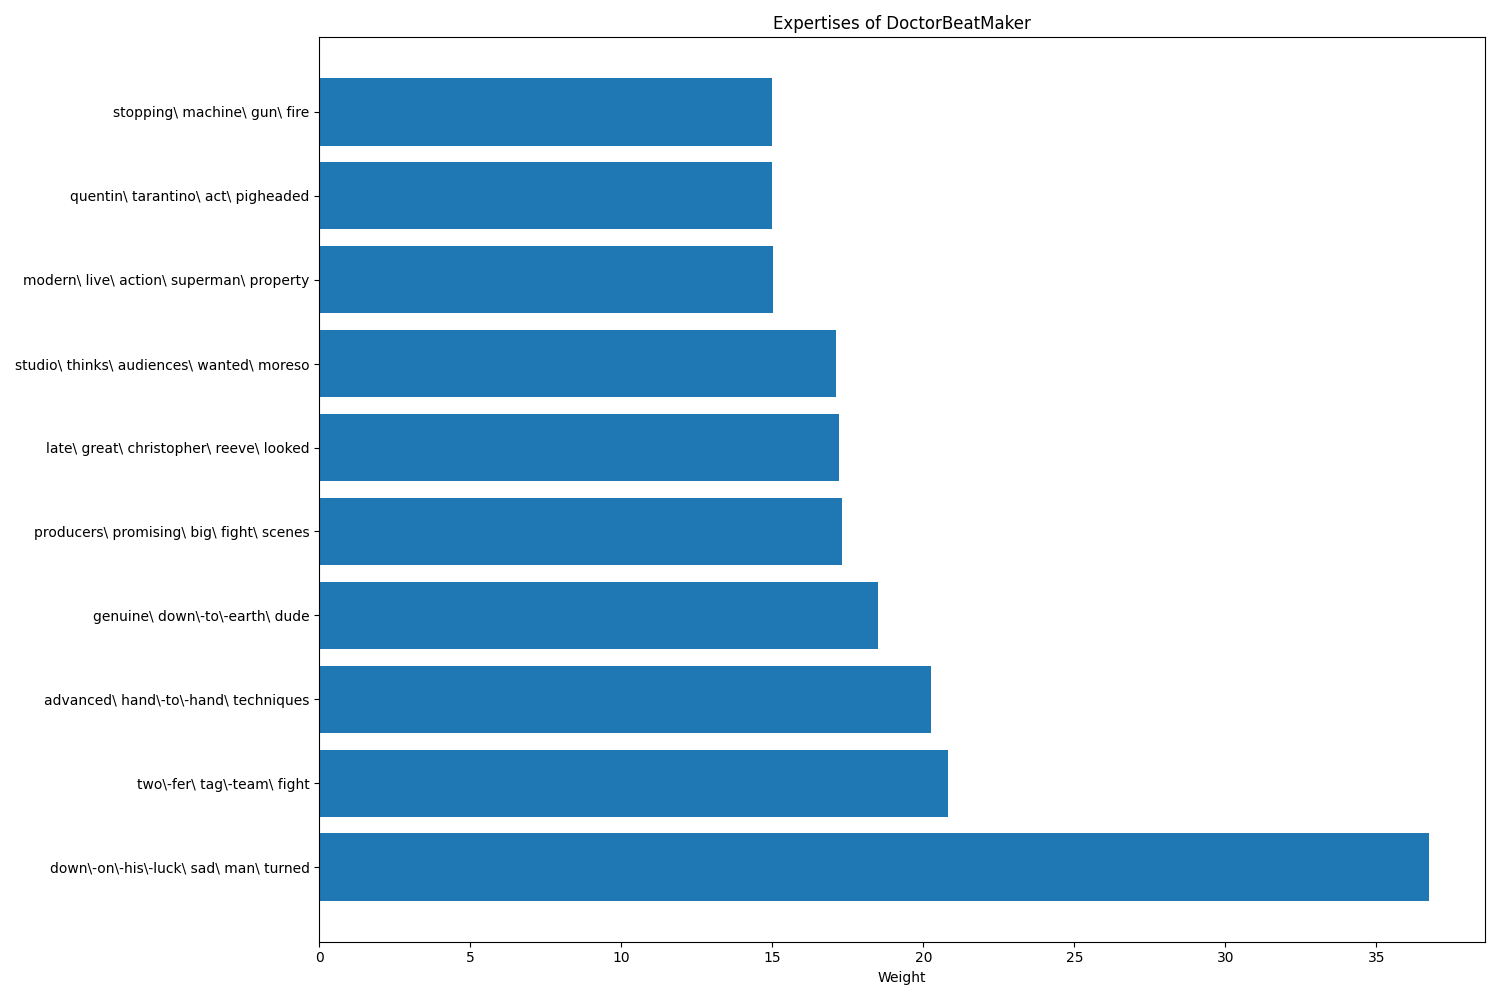 Expertises of DoctorBeatMaker
stopping\ machine\ gun\ fire
quentin\ tarantino\ act\ pigheaded
modern\ live\ action\ superman\ property
studio\ thinks\ audiences\ wanted\ moreso
late\ great\ christopher\ reeve\ looked
producers\ promising\ big\ fight\ scenes
genuine\ down\-to\-earth\ dude
advanced\ hand\-to\-hand\ techniques
two\-fer\ tag\-team\ fight
down\-on\-his\-luck\ sad\ man\ turned
0 5 10 15 20 25 30 35
Weight